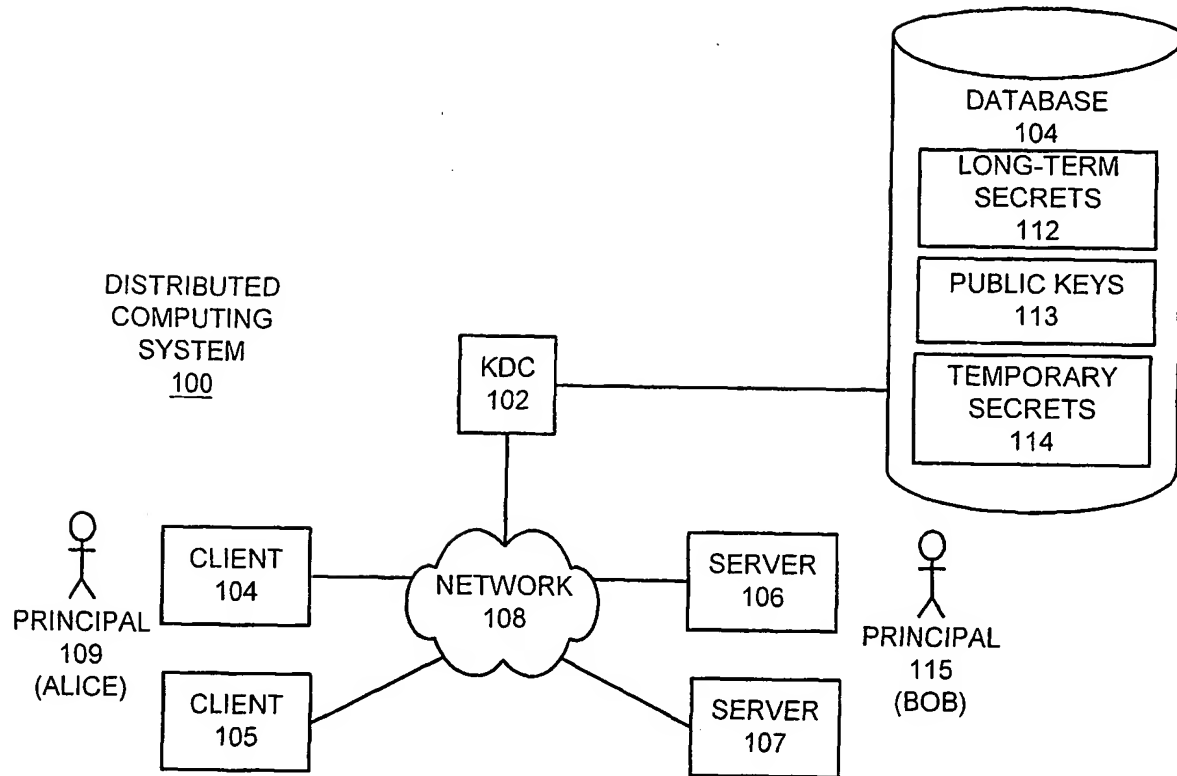 DATABASE
104
LONG-TERM
SECRETS
112
PUBLIC KEYS
113
TEMPORARY
SECRETS
114
DISTRIBUTED
COMPUTING
SYSTEM
100
KDC
102
PRINCIPAL
109
(ALICE)
CLIENT
104
CLIENT
105
NETWORK
108
SERVER
106
SERVER
107
PRINCIPAL
115
(BOB)